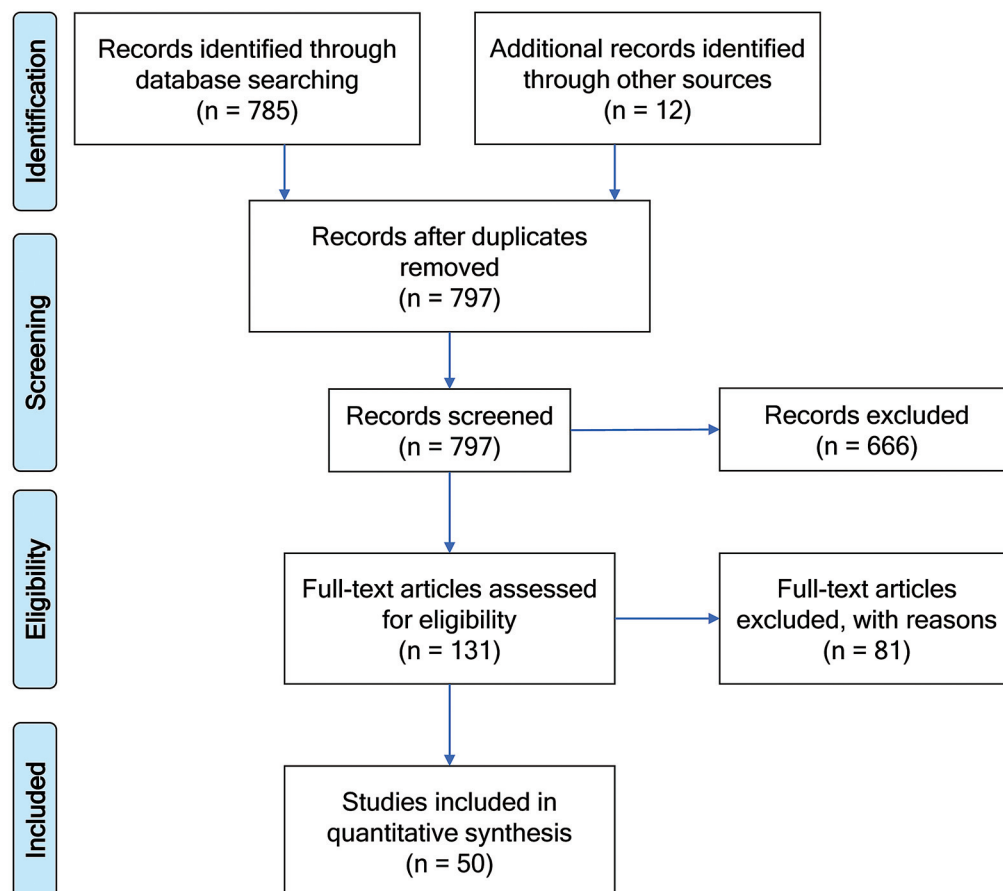 Identification
Records identified through
database searching
(n = 785)
Additional records identified
through other sources
(n = 12)
Screening
Records after duplicates
removed
(n = 797)
Records screened
(n = 797)
Records excluded
(n = 666)
Eligibility
Full-text articles assessed
for eligibility
(n = 131)
Full-text articles
excluded, with reasons
(n = 81)
Included
Studies included in
quantitative synthesis
(n = 50)